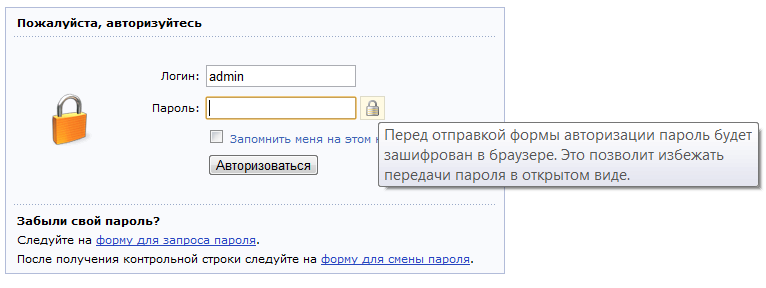 Пожалуйста, авторизуйтесь
Логин: admin
Пароль:
Запомнить меня на этом
Авторизоваться
Перед отправкой формы авторизации пароль будет
зашифрован в браузере. Это позволит избежать
передачи пароля в открытом виде.
Забыли свой пароль?
Следуйте на форму для запроса пароля.
После получения контрольной строки следуйте на форму для смены пароля.